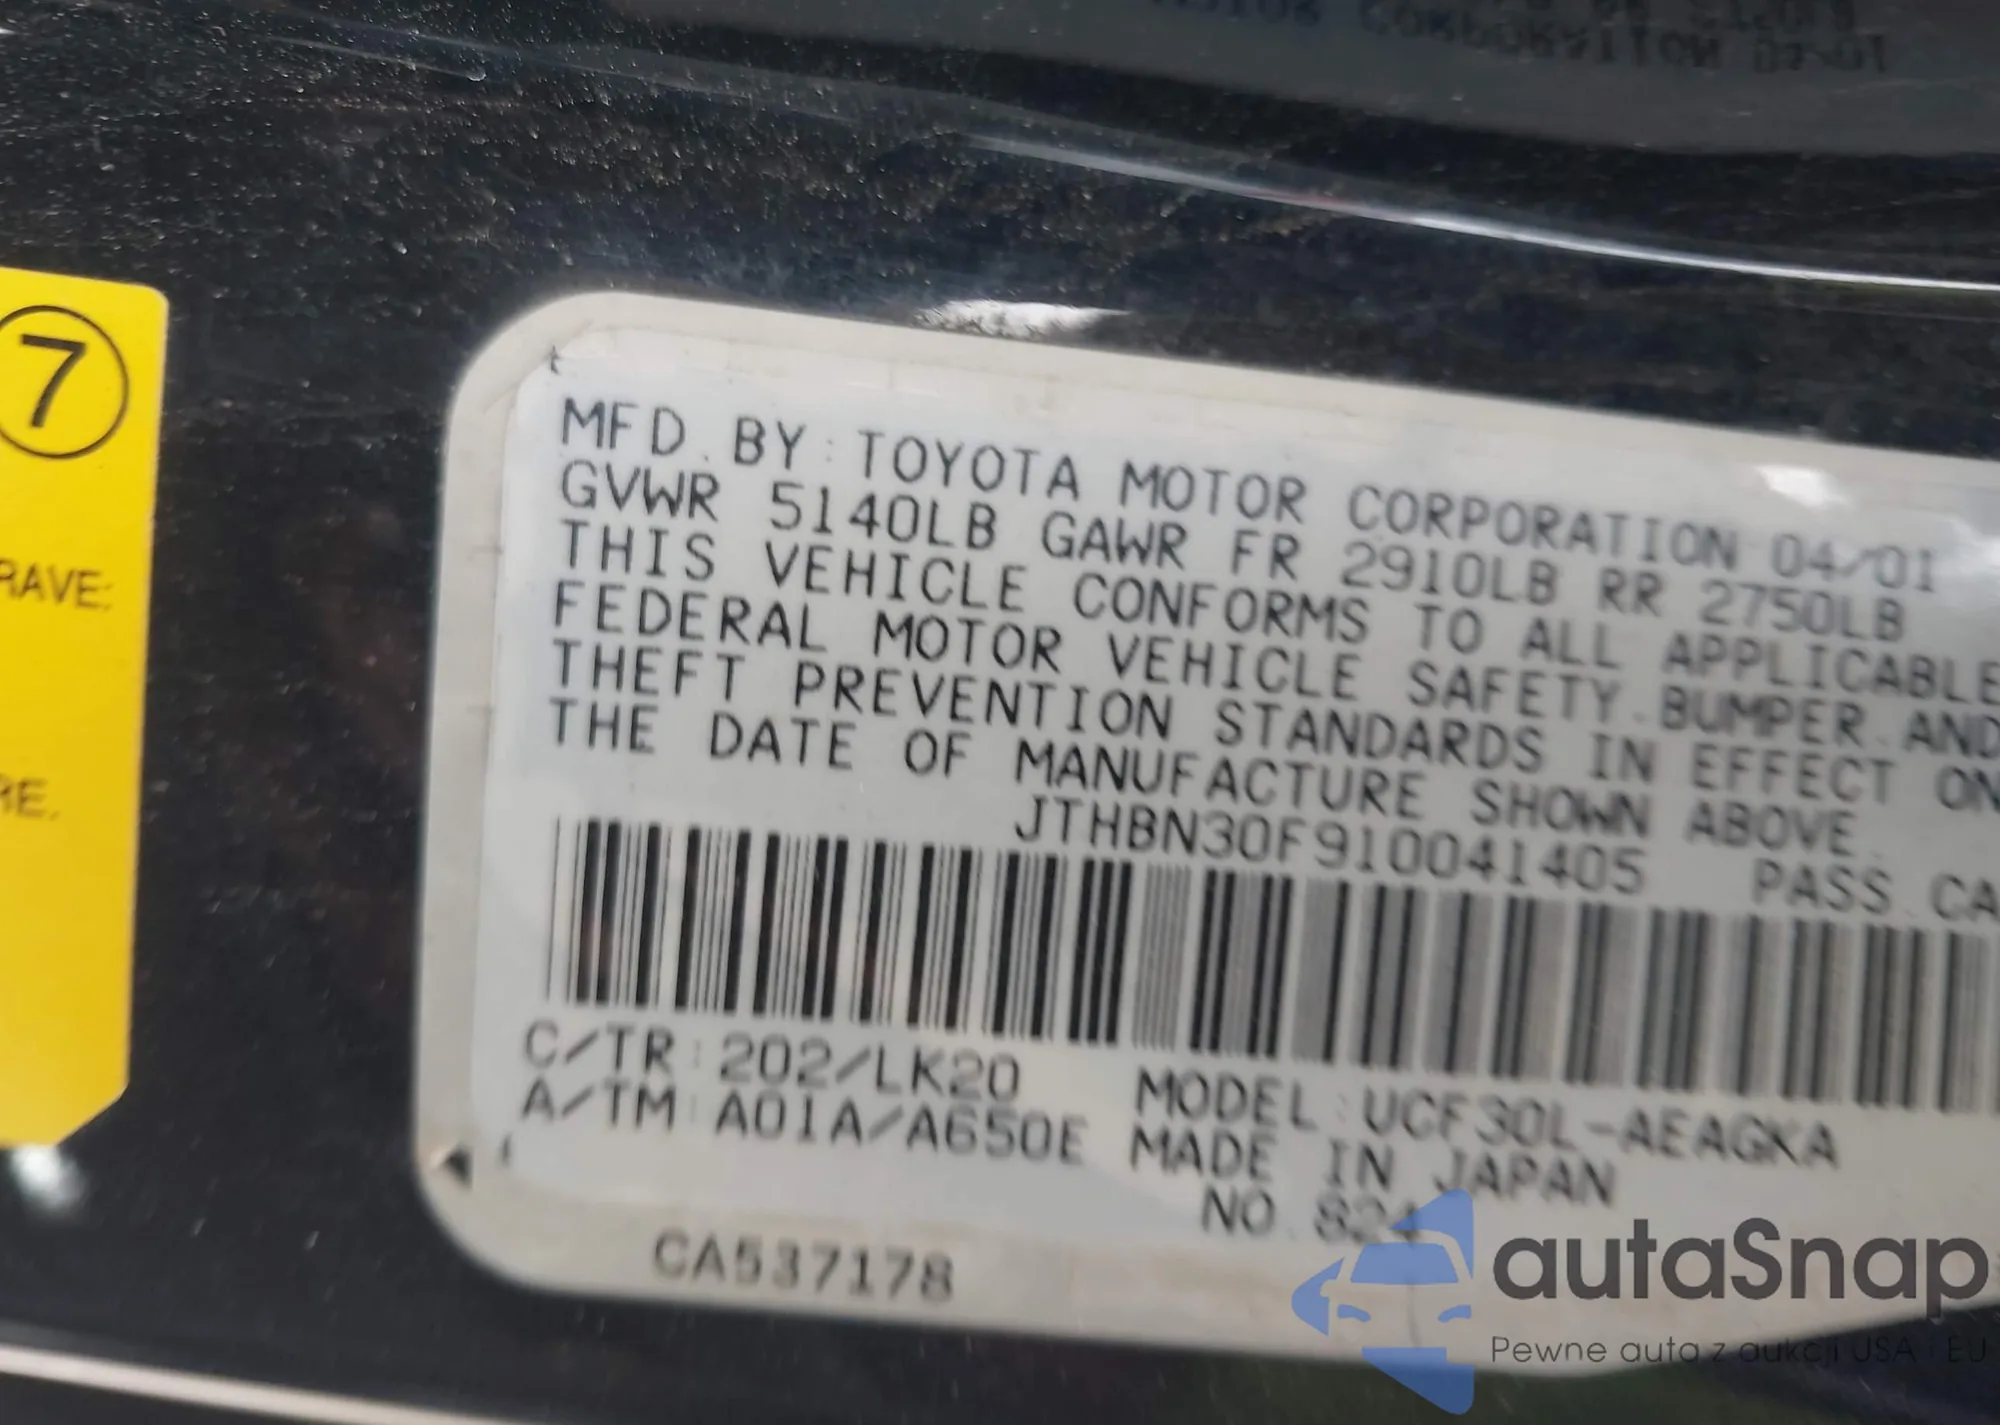 7
RAVE;
RE.
MFD. BY: TOYOTA MOTOR CORPORATION 04/01
GVWR 5140LB GAWR FR 2910LB RR 2750LB
THIS VEHICLE CONFORMS TO ALL APPLICABLE
FEDERAL MOTOR VEHICLE SAFETY. BUMPER. AND
THEFT PREVENTION STANDARDS IN EFFECT ON
THE DATE OF MANUFACTURE SHOWN ABOVE.
JTHBN30F910041405 PASS. CA
C/TR: 202/LK20 MODEL: UCF30L-AEAGKA
A/TM: A01A/A650E MADE IN JAPAN
NO. 824
CA537178
autaSnap
Pewne auta z aukcji USA i EU